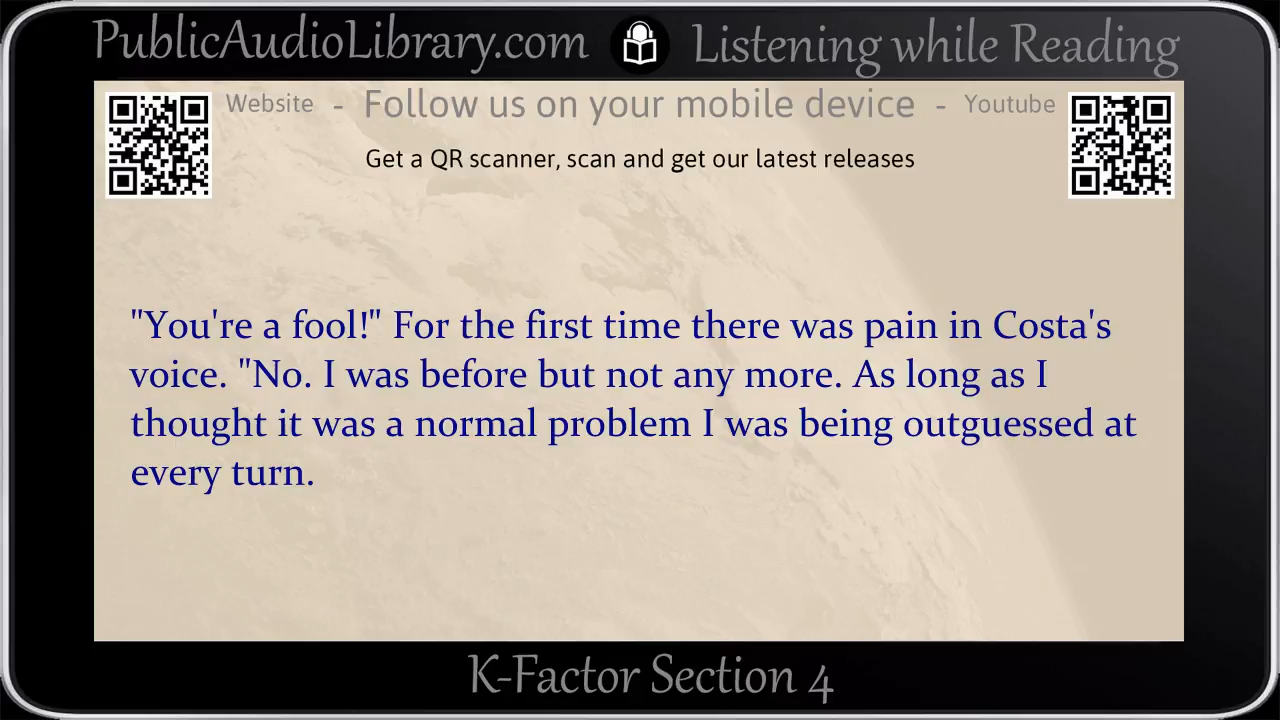 PublicAudioLibrary.com Listening while Reading
Website - Follow us on your mobile device - Youtube
Get a QR scanner, scan and get our latest releases
"You're a fool!" For the first time there was pain in Costa's
voice. "No. I was before but not any more. As long as I
thought it was a normal problem I was being outguessed at
every turn.
K-Factor Section 4